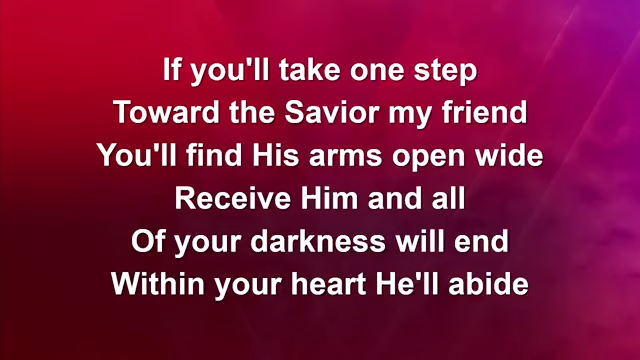 If you'll take one step
Toward the Savior my friend
You'll find His arms open wide
Receive Him and all
Of your darkness will end
Within your heart He'll abide